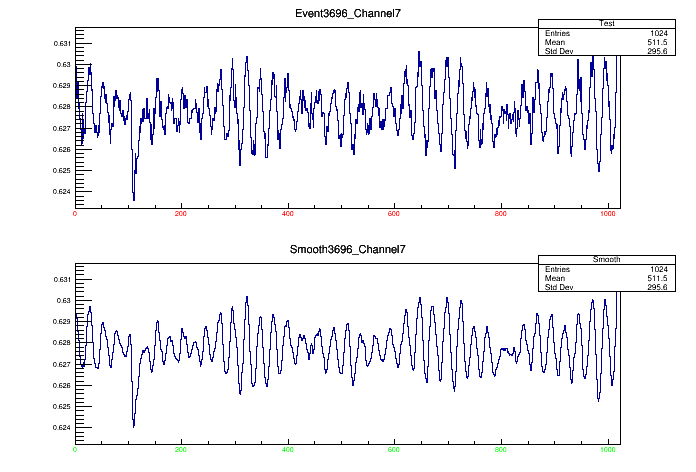 Event3696_Channel7
Test
Entries 1024
Mean 511.5
Std Dev 295.6
0.631
0.63
0.629
0.628
0.627
0.626
0.625
0.624
0 200 400 600 800 1000
Smooth3696_Channel7
Smooth
Entries 1024
Mean 511.5
Std Dev 295.6
0.631
0.63
0.629
0.628
0.627
0.626
0.625
0.624
0 200 400 600 800 1000